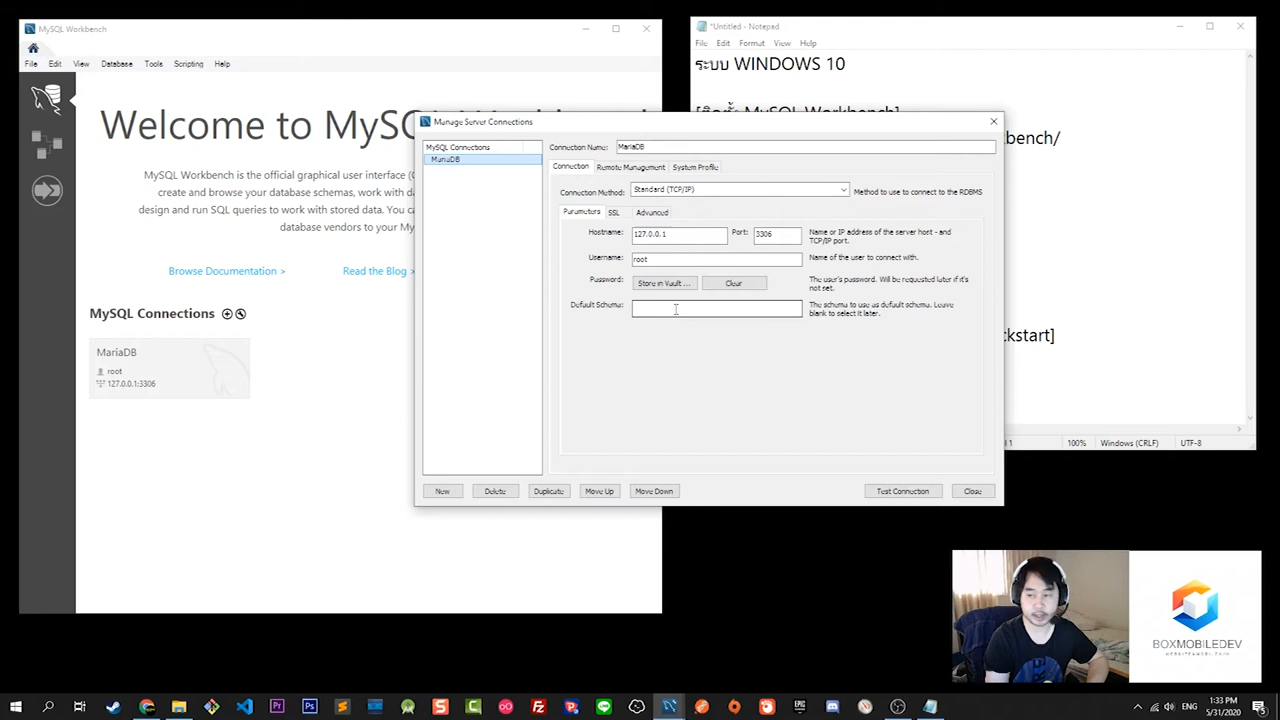 MySQL Workbench
File Edit View Database Tools Scripting Help
Welcome to MySQ
MySQL Workbench is the official graphical user interface (
create and browse your database schemas, work with da
design and run SQL queries to work with stored data. You ca
database vendors to your My
Browse Documentation >
Read the Blog >
MySQL Connections
MariaDB
root
127.0.0.1:3306
*Untitled - Notepad
File Edit Format View Help
ระบบ WINDOWS 10
[ติดตั้ง MySQL Workbench]
bench/
ckstart]
100%
Windows (CRLF)
UTF-8
Manage Server Connections
MySQL Connections
MariaDB
Connection Name: MariaDB
Connection Remote Management System Profile
Connection Method: Standard (TCP/IP) Method to use to connect to the RDBMS
Parameters SSL Advanced
Hostname: 127.0.0.1 Port: 3306 Name or IP address of the server host - and
TCP/IP port.
Username: root Name of the user to connect with.
Password: Store in Vault ... Clear The user's password. Will be requested later if it's
not set.
Default Schema: The schema to use as default schema. Leave
blank to select it later.
New Delete Duplicate Move Up Move Down Test Connection Close
BOXMOBILEDEV
1:33 PM
5/31/2020